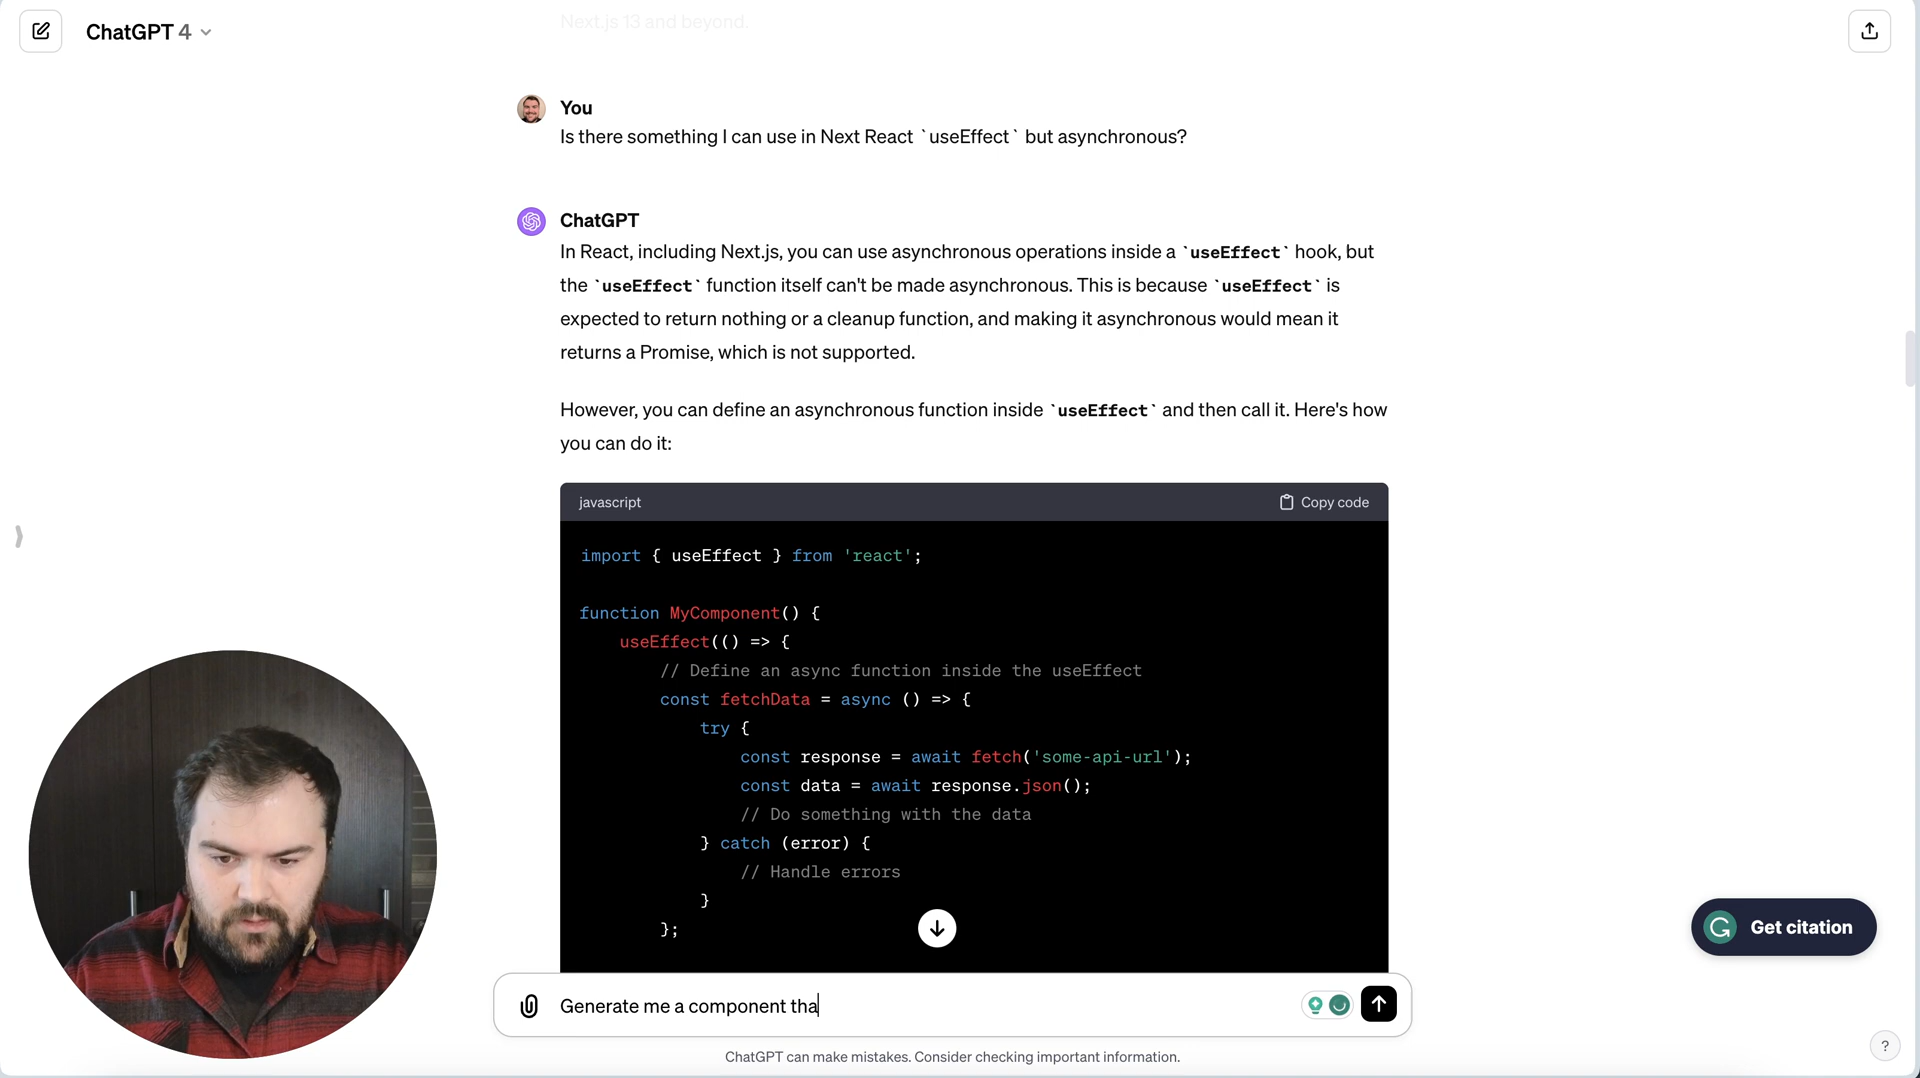 Next.js 13 and beyond.
ChatGPT 4
You
Is there something I can use in Next React `useEffect` but asynchronous?
ChatGPT
In React, including Next.js, you can use asynchronous operations inside a `useEffect` hook, but
the `useEffect` function itself can't be made asynchronous. This is because `useEffect` is
expected to return nothing or a cleanup function, and making it asynchronous would mean it
returns a Promise, which is not supported.
However, you can define an asynchronous function inside `useEffect` and then call it. Here's how
you can do it:
javascript
Copy code
import { useEffect } from 'react';
function MyComponent() {
useEffect(() => {
// Define an async function inside the useEffect
const fetchData = async () => {
try {
const response = await fetch('some-api-url');
const data = await response.json();
// Do something with the data
} catch (error) {
// Handle errors
}
};
Get citation
Generate me a component tha
ChatGPT can make mistakes. Consider checking important information.
?